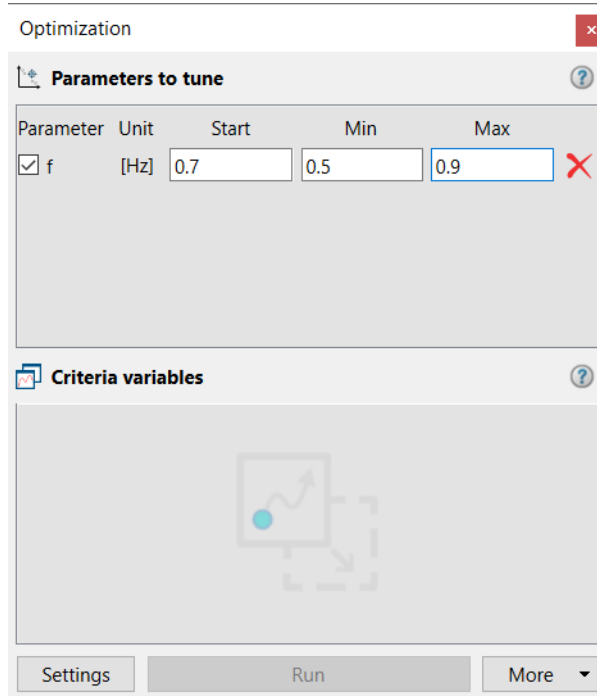 Optimization
Parameters to tune
Parameter Unit Start Min Max
f [Hz] 0.7 0.5 0.9
Criteria variables
Settings Run More